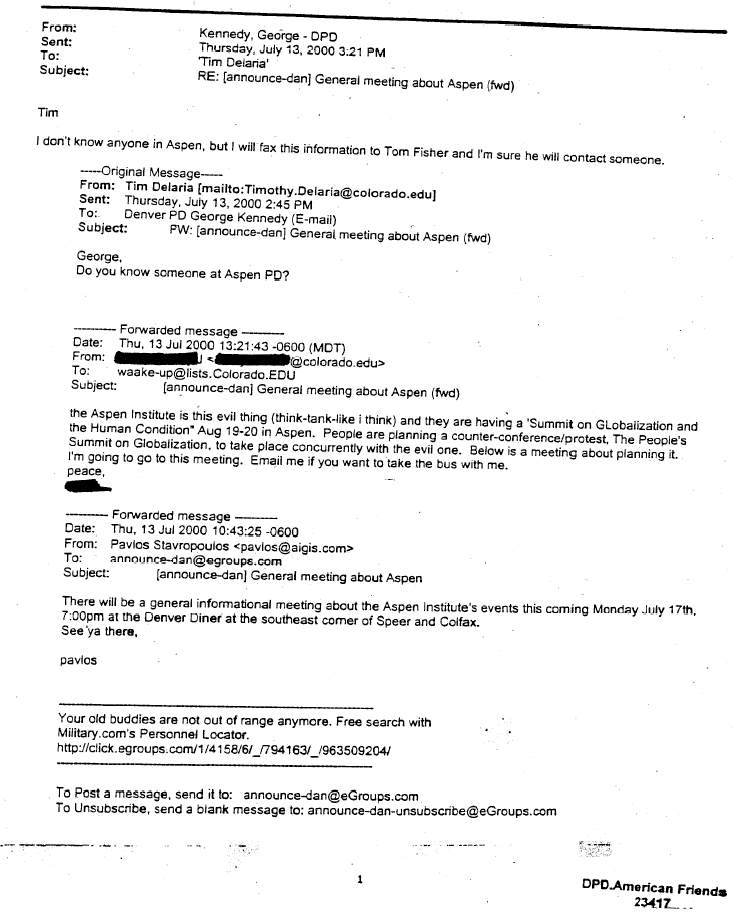 From: Kennedy, George - DPD
Sent: Thursday, July 13, 2000 3:21 PM
To: 'Tim Delaria'
Subject: RE: [announce-dan] General meeting about Aspen (fwd)
Tim
I don't know anyone in Aspen, but I will fax this information to Tom Fisher and I'm sure he will contact someone.
-----Original Message-----
From: Tim Delaria [mailto:Timothy.Delaria@colorado.edu]
Sent: Thursday, July 13, 2000 2:45 PM
To: Denver PD George Kennedy (E-mail)
Subject: FW: [announce-dan] General meeting about Aspen (fwd)
George,
Do you know someone at Aspen PD?
---------- Forwarded message ----------
Date: Thu, 13 Jul 2000 13:21:43 -0600 (MDT)
From: J < @colorado.edu>
To: waake-up@lists.Colorado.EDU
Subject: [announce-dan] General meeting about Aspen (fwd)
the Aspen Institute is this evil thing (think-tank-like i think) and they are having a 'Summit on GLobalization and
the Human Condition" Aug 19-20 in Aspen. People are planning a counter-conference/protest, The People's
Summit on Globalization, to take place concurrently with the evil one. Below is a meeting about planning it.
I'm going to go to this meeting. Email me if you want to take the bus with me.
peace,
---------- Forwarded message ----------
Date: Thu, 13 Jul 2000 10:43:25 -0600
From: Pavlos Stavropoulos <pavlos@aigis.com>
To: announce-dan@egroups.com
Subject: [announce-dan] General meeting about Aspen
There will be a general informational meeting about the Aspen Institute's events this coming Monday July 17th,
7:00pm at the Denver Diner at the southeast corner of Speer and Colfax.
See ya there,
pavlos
Your old buddies are not out of range anymore. Free search with
Military.com's Personnel Locator.
http://click.egroups.com/1/4158/6/_/794163/_/963509204/
To Post a message, send it to: announce-dan@eGroups.com
To Unsubscribe, send a blank message to: announce-dan-unsubscribe@eGroups.com
1
DPD.American Friends
23417